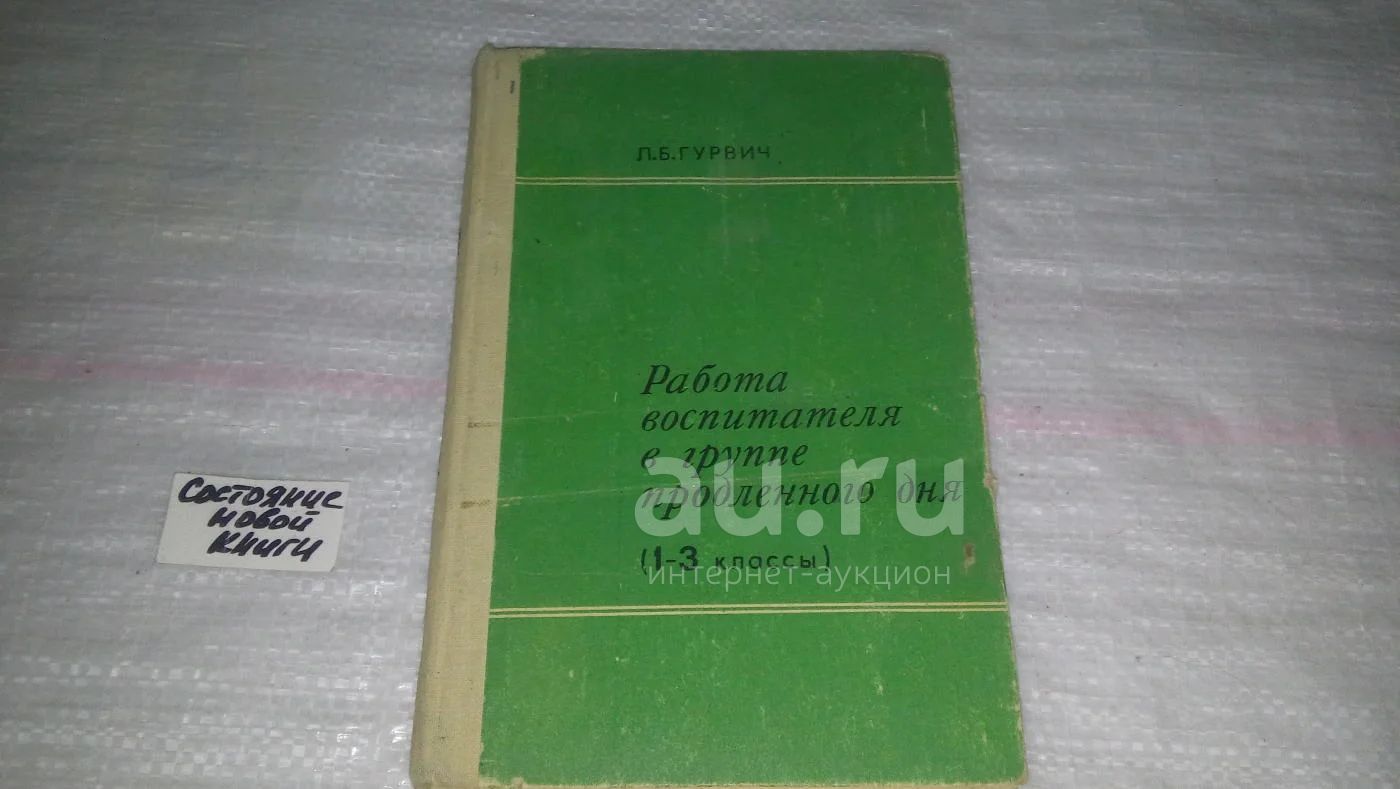 Л.Б.ГУРВИЧ
Работа
воспитателя
в группе
продленного дня
(1-3 классы)
au.ru
интернет-аукцион
Состояние
новой
книги